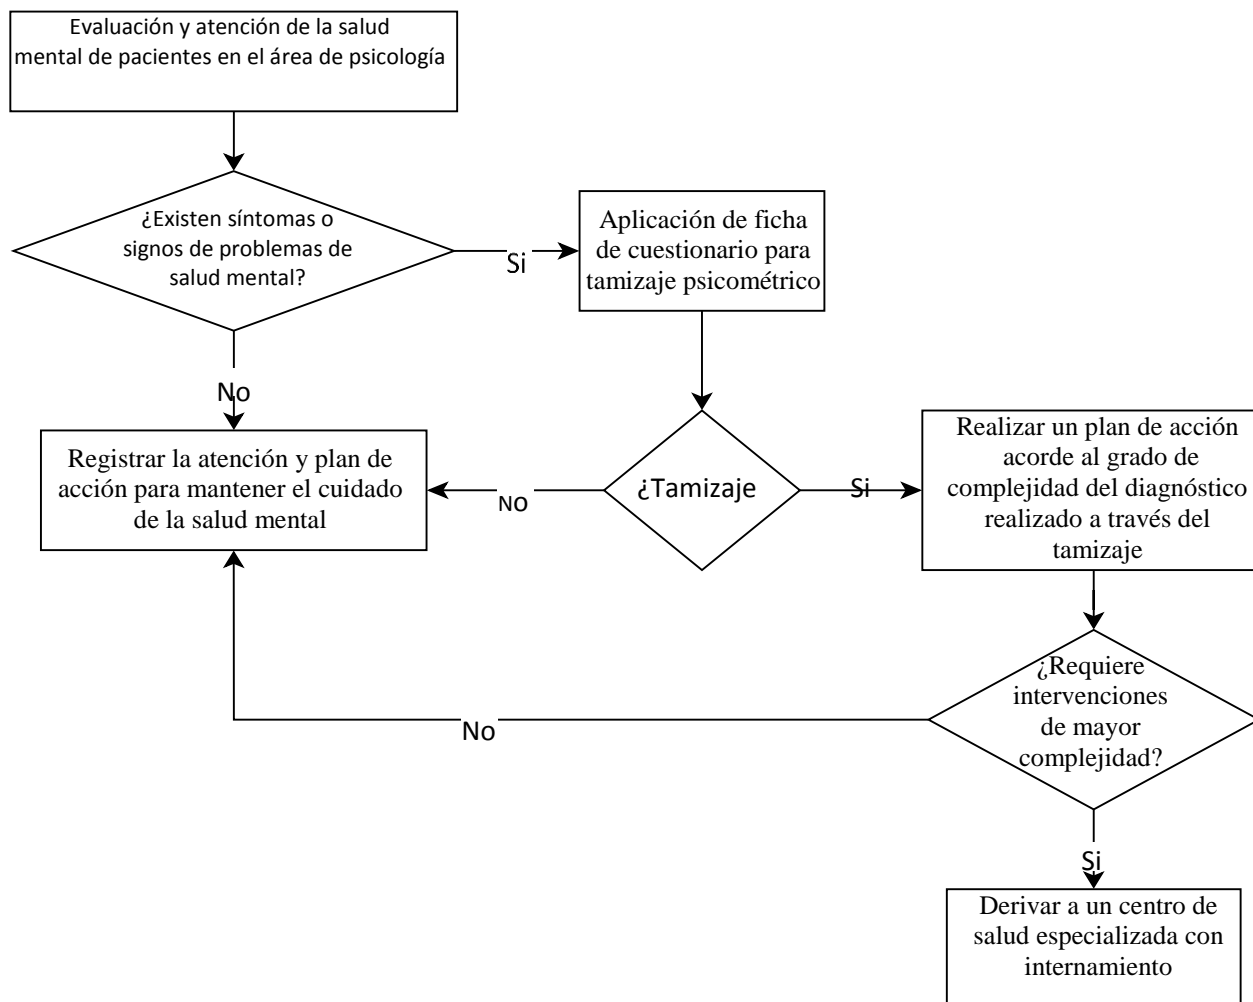 Evaluación y atención de la salud
mental de pacientes en el área de psicología
¿Existen síntomas o
signos de problemas de
salud mental?
Si
Aplicación de ficha
de cuestionario para
tamizaje psicométrico
No
Registrar la atención y plan de
acción para mantener el cuidado
de la salud mental
No
¿Tamizaje
Si
Realizar un plan de acción
acorde al grado de
complejidad del diagnóstico
realizado a través del
tamizaje
¿Requiere
intervenciones
de mayor
complejidad?
No
Si
Derivar a un centro de
salud especializada con
internamiento